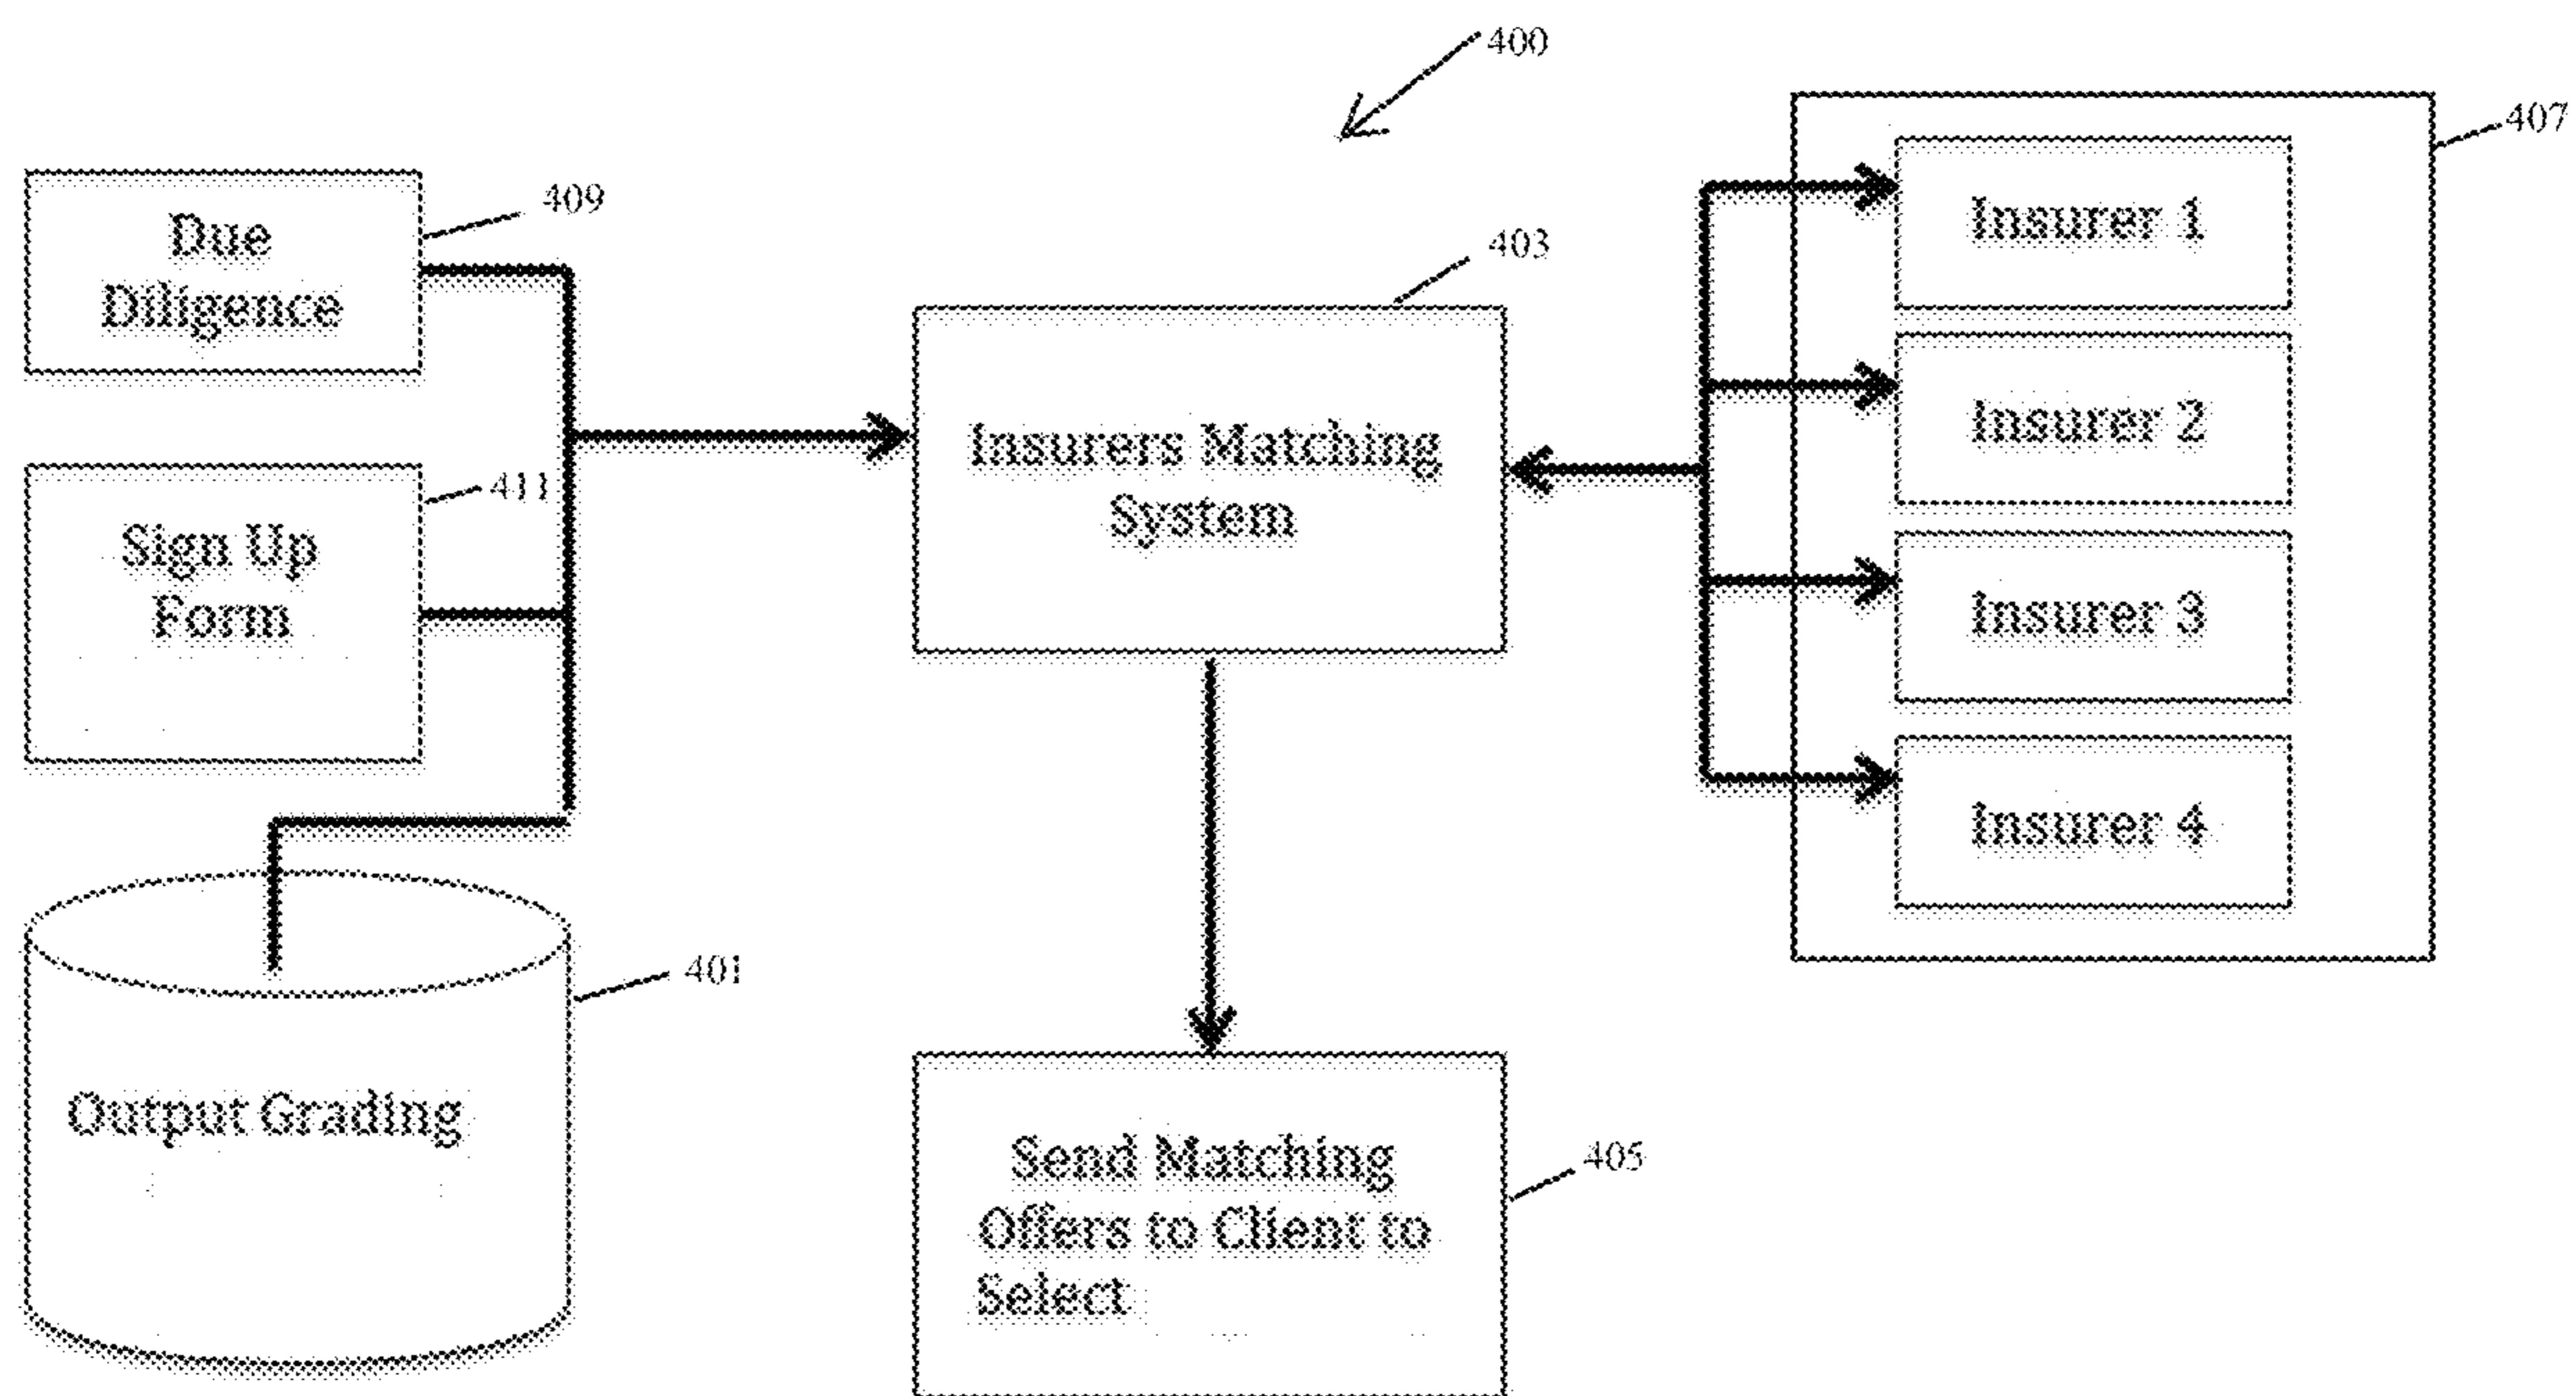 400
407
Due
Diligence
409
Sign Up
Form
411
Output Grading
401
Insurers Matching
System
403
Send Matching
Offers to Client to
Select
405
Insurer 1
Insurer 2
Insurer 3
Insurer 4